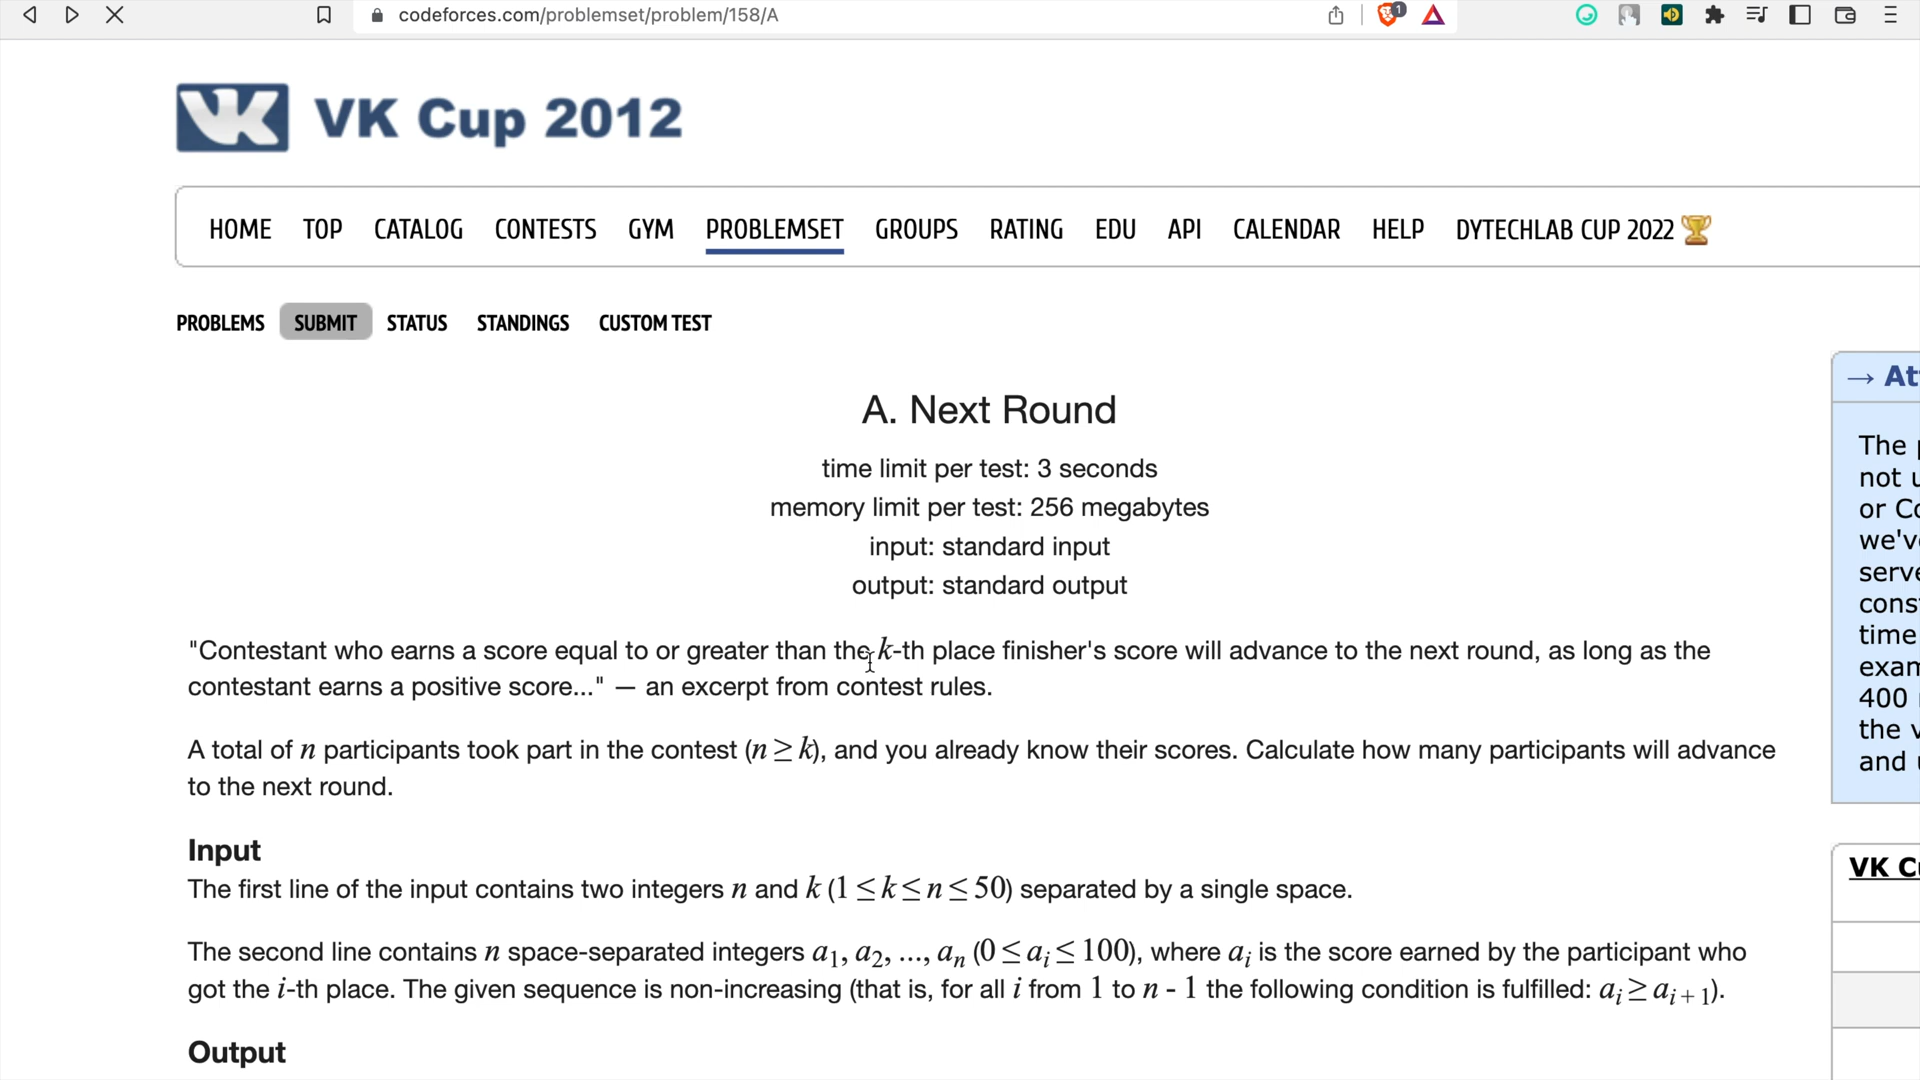 codeforces.com/problemset/problem/158/A
1
VK VK Cup 2012
HOME TOP CATALOG CONTESTS GYM PROBLEMSET GROUPS RATING EDU API CALENDAR HELP DYTECHLAB CUP 2022
PROBLEMS SUBMIT STATUS STANDINGS CUSTOM TEST
A. Next Round
time limit per test: 3 seconds
memory limit per test: 256 megabytes
input: standard input
output: standard output
"Contestant who earns a score equal to or greater than the k-th place finisher's score will advance to the next round, as long as the
contestant earns a positive score..." — an excerpt from contest rules.
A total of n participants took part in the contest (n ≥ k), and you already know their scores. Calculate how many participants will advance
to the next round.
Input
The first line of the input contains two integers n and k (1 ≤ k ≤ n ≤ 50) separated by a single space.
The second line contains n space-separated integers a1, a2, ..., an (0 ≤ ai ≤ 100), where ai is the score earned by the participant who
got the i-th place. The given sequence is non-increasing (that is, for all i from 1 to n - 1 the following condition is fulfilled: ai ≥ ai + 1).
Output
→ At
The
not
or
we'v
serve
cons
time
exam
400
the
and
VK